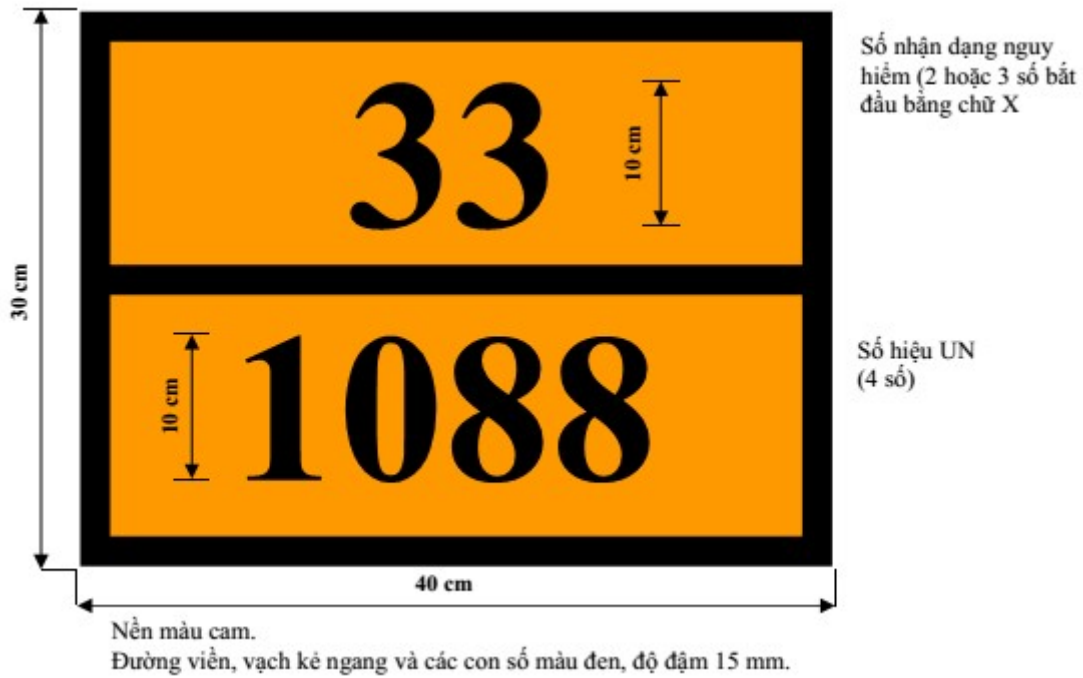 Số nhận dạng nguy
hiểm (2 hoặc 3 số bắt
đầu bằng chữ X
33
10 cm
30 cm
Số hiệu UN
(4 số)
10 cm
1088
40 cm
Nền màu cam.
Đường viền, vạch kẻ ngang và các con số màu đen, độ đậm 15 mm.